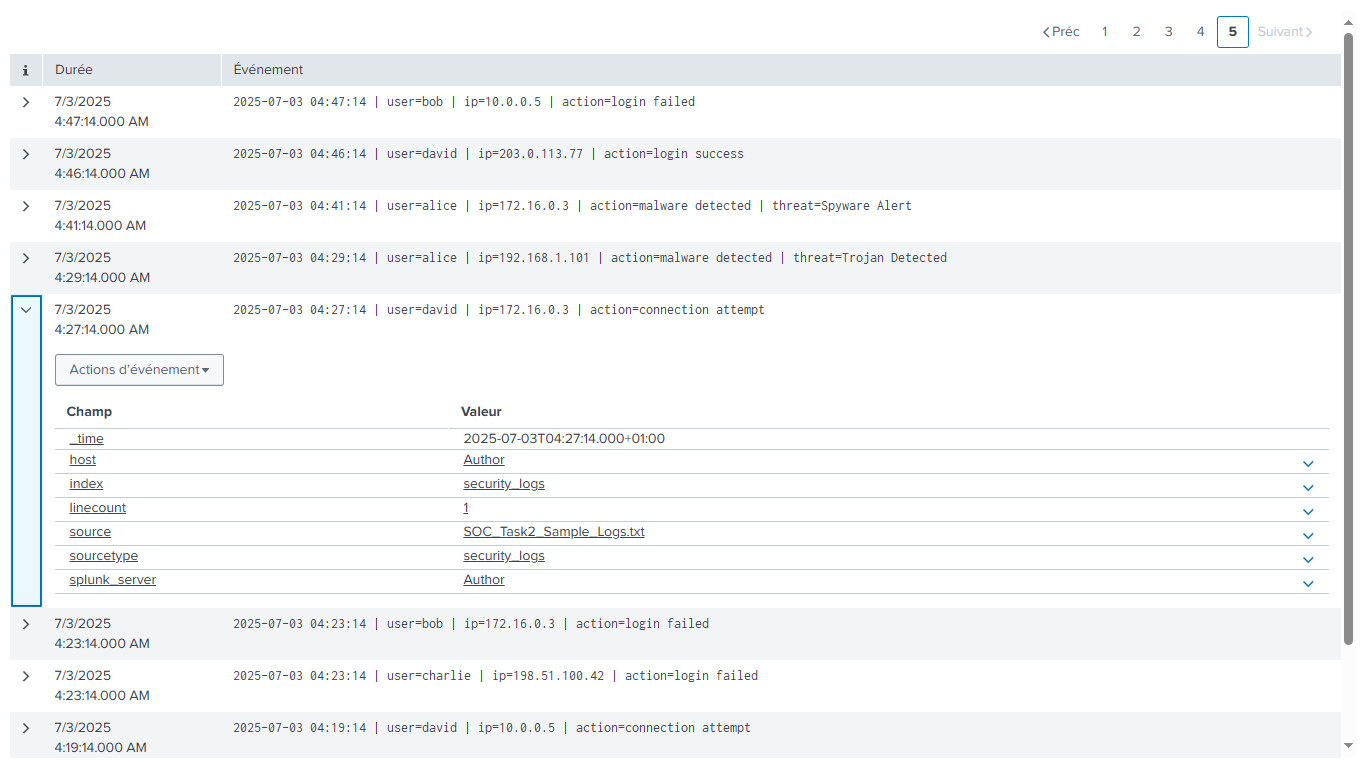 Préc 1 2 3 4 5 Suivant
i Durée Événement
7/3/2025 2025-07-03 04:47:14 | user=bob | ip=10.0.0.5 | action=login failed
4:47:14.000 AM
7/3/2025 2025-07-03 04:46:14 | user=david | ip=203.0.113.77 | action=login success
4:46:14.000 AM
7/3/2025 2025-07-03 04:41:14 | user=alice | ip=172.16.0.3 | action=malware detected | threat=Spyware Alert
4:41:14.000 AM
7/3/2025 2025-07-03 04:29:14 | user=alice | ip=192.168.1.101 | action=malware detected | threat=Trojan Detected
4:29:14.000 AM
7/3/2025 2025-07-03 04:27:14 | user=david | ip=172.16.0.3 | action=connection attempt
4:27:14.000 AM
Actions d'événement
Champ Valeur
_time 2025-07-03T04:27:14.000+01:00
host Author
index security_logs
linecount 1
source SOC_Task2_Sample_Logs.txt
sourcetype security_logs
splunk_server Author
7/3/2025 2025-07-03 04:23:14 | user=bob | ip=172.16.0.3 | action=login failed
4:23:14.000 AM
7/3/2025 2025-07-03 04:23:14 | user=charlie | ip=198.51.100.42 | action=login failed
4:23:14.000 AM
7/3/2025 2025-07-03 04:19:14 | user=david | ip=10.0.0.5 | action=connection attempt
4:19:14.000 AM